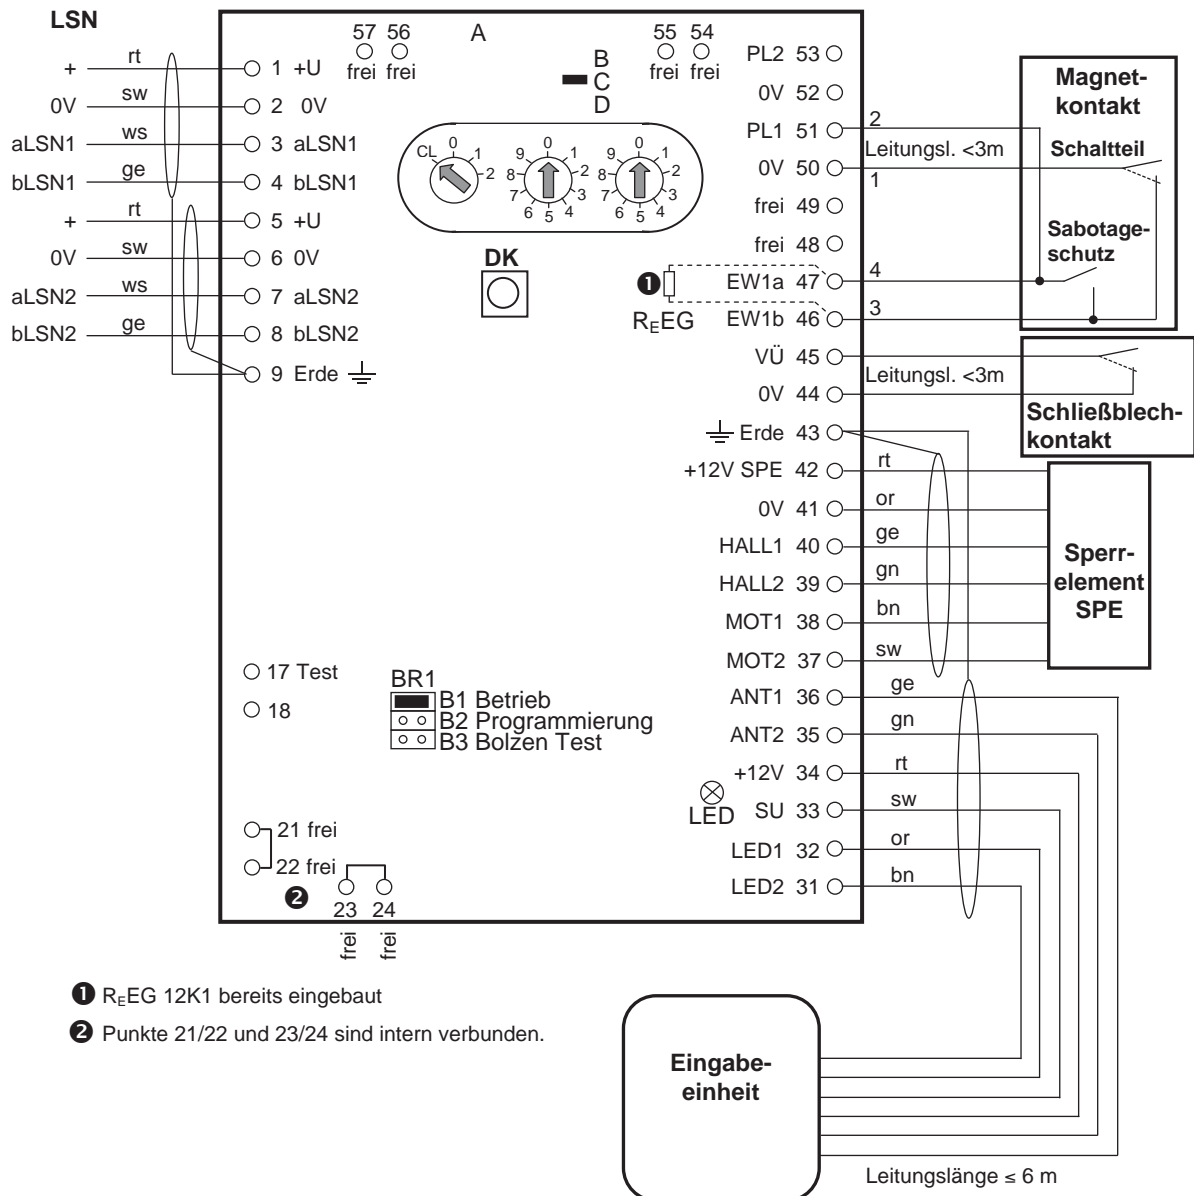 LSN
+ rt 1 +U
0V sw 2 0V
aLSN1 ws 3 aLSN1
bLSN1 ge 4 bLSN1
+ rt 5 +U
0V sw 6 0V
aLSN2 ws 7 aLSN2
bLSN2 ge 8 bLSN2
9 Erde
57 56
frei frei
A
B
C
D
55 54
frei frei
CL 0 1 2
0 1 2 3 4 5 6 7 8 9
0 1 2 3 4 5 6 7 8 9
DK
❶
REEG
17 Test
18
BR1
B1 Betrieb
B2 Programmierung
B3 Bolzen Test
LED
21 frei
22 frei
❷
23 24
frei frei
PL2 53
0V 52
PL1 51 2
Leitungsl. <3m
0V 50 1
frei 49
frei 48
EW1a 47 4
EW1b 46 3
VÜ 45
Leitungsl. <3m
0V 44
Erde 43
+12V SPE 42 rt
0V 41 or
HALL1 40 ge
HALL2 39 gn
MOT1 38 bn
MOT2 37 sw
ANT1 36 ge
ANT2 35 gn
+12V 34 rt
SU 33 sw
LED1 32 or
LED2 31 bn
Magnet-
kontakt
Schaltteil
Sabotage-
schutz
Schließblech-
kontakt
Sperr-
element
SPE
❶ REEG 12K1 bereits eingebaut
❷ Punkte 21/22 und 23/24 sind intern verbunden.
Eingabe-
einheit
Leitungslänge ≤ 6 m